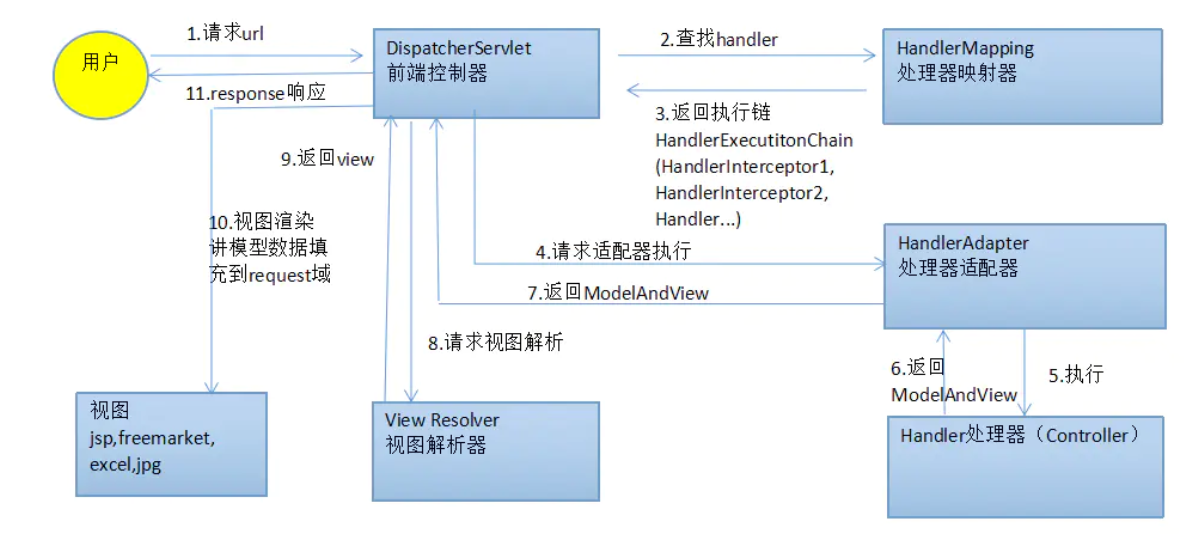 1.请求url
用户
DispatcherServlet
前端控制器
2.查找handler
HandlerMapping
处理器映射器
11.response响应
3.返回执行链
HandlerExecutitonChain
(HandlerInterceptor1,
HandlerInterceptor2,
Handler...)
9.返回view
10.视图渲染
讲模型数据填
充到request域
4.请求适配器执行
HandlerAdapter
处理器适配器
7.返回ModelAndView
8.请求视图解析
6.返回
ModelAndView
5.执行
视图
jsp,freemarket,
excel,jpg
View Resolver
视图解析器
Handler处理器（Controller）